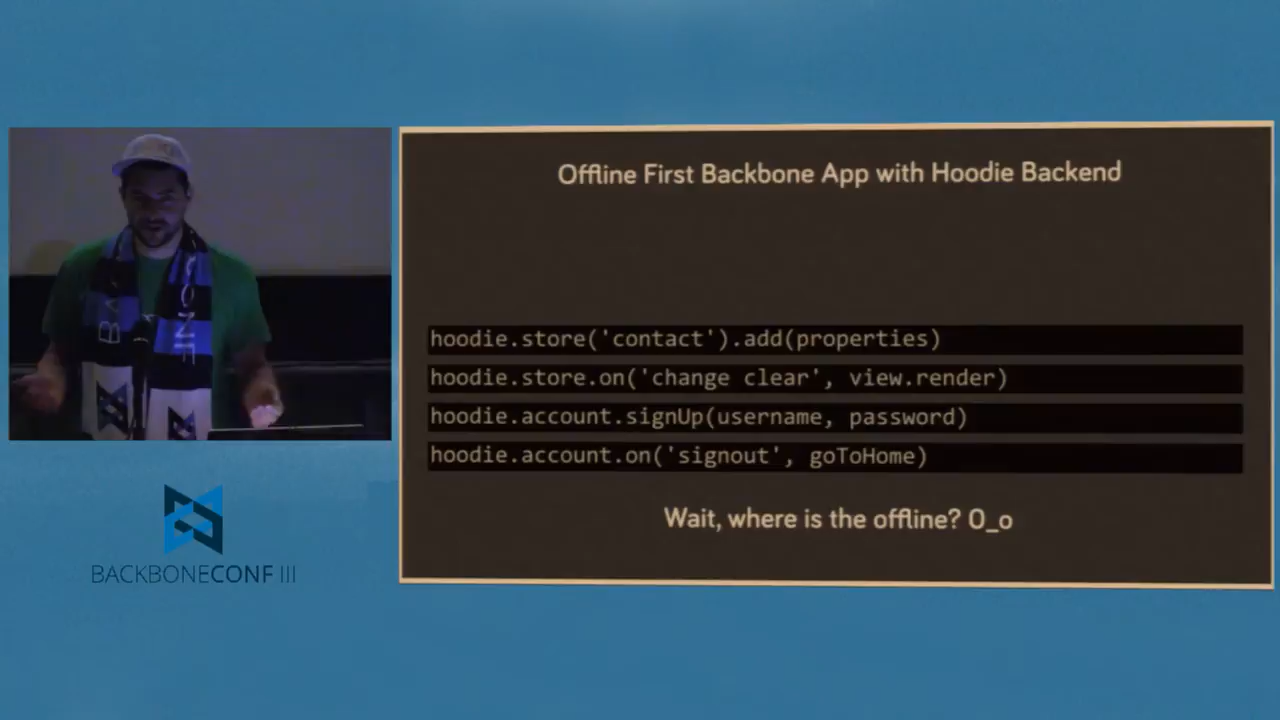 Offline First Backbone App with Hoodie Backend
hoodie.store('contact').add(properties)
hoodie.store.on('change clear', view.render)
hoodie.account.signUp(username, password)
hoodie.account.on('signout', goToHome)
Wait, where is the offline? O_o
BACKBONECONF III